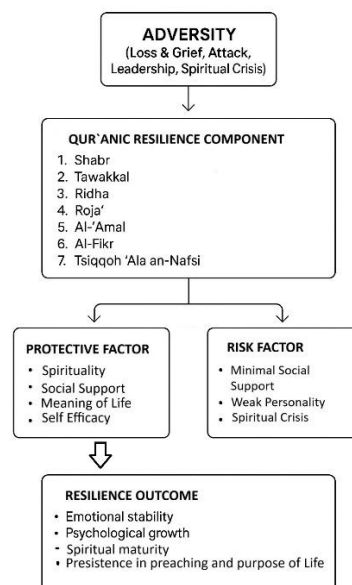 ADVERSITY
(Loss & Grief, Attack,
Leadership, Spiritual Crisis)
QUR`ANIC RESILIENCE COMPONENT
1. Shabr
2. Tawakkal
3. Ridha
4. Roja‘
5. Al-‘Amal
6. Al-Fikr
7. Tsiqqoh ‘Ala an-Nafsi
PROTECTIVE FACTOR
• Spirituality
• Social Support
• Meaning of Life
• Self Efficacy
RISK FACTOR
• Minimal Social
Support
• Weak Personality
• Spiritual Crisis
RESILIENCE OUTCOME
• Emotional stability
• Psychological growth
- Spiritual maturity
• Presistence in preaching and purpose of Life